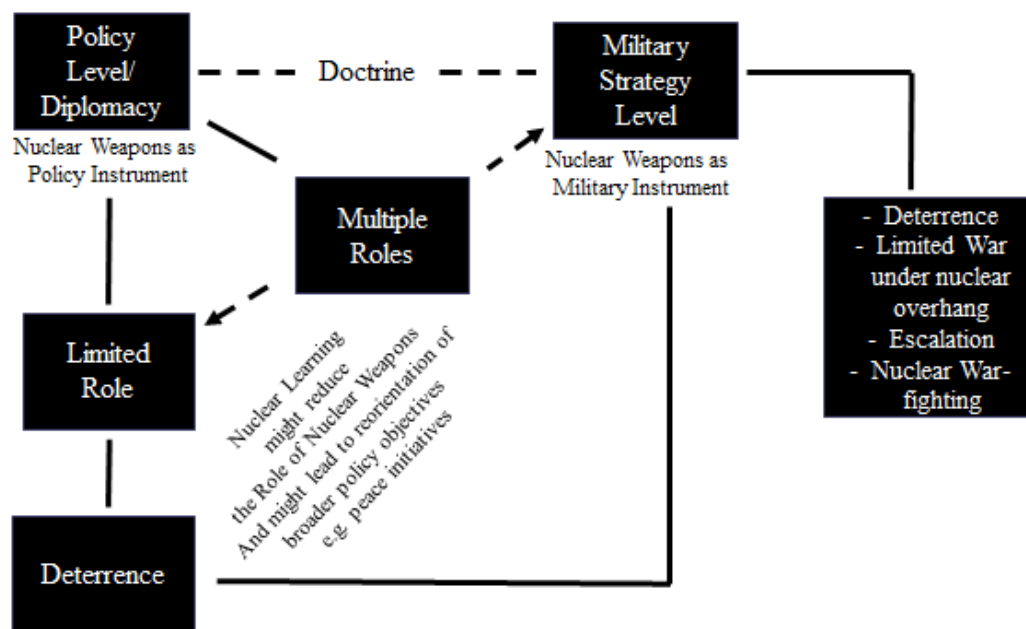 Policy
Level/
Diplomacy
Nuclear Weapons as
Policy Instrument
Doctrine
Military
Strategy
Level
Nuclear Weapons as
Military Instrument
Multiple
Roles
- Deterrence
- Limited War
under nuclear
overhang
- Escalation
- Nuclear War-
fighting
Limited
Role
Nuclear Learning
might reduce
the Role of Nuclear Weapons
And might lead to reorientation of
broader policy objectives
e.g. peace initiatives
Deterrence